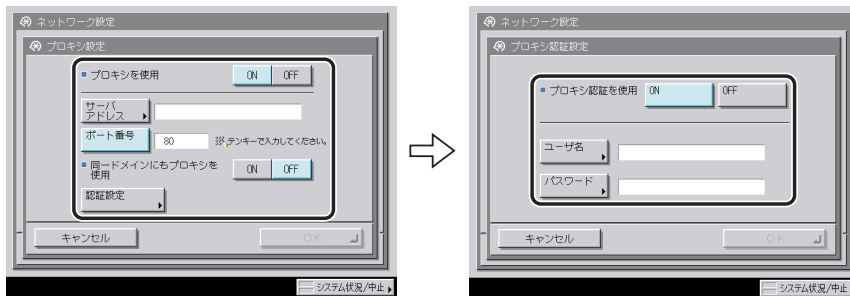 ネットワーク設定
プロキシ設定
プロキシを使用 ON OFF
サーバ
アドレス
ポート番号 80 ※テンキーで入力してください。
同一ドメインにもプロキシを
使用 ON OFF
認証設定
キャンセル OK
システム状況/中止
ネットワーク設定
プロキシ認証設定
プロキシ認証を使用 ON OFF
ユーザ名
パスワード
キャンセル OK
システム状況/中止